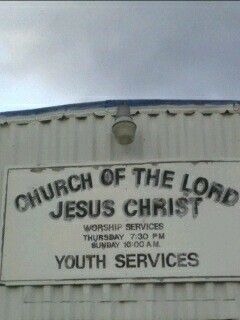 CHURCH OF THE LORD
JESUS CHRIST
WORSHIP SERVICES
THURSDAY 7:30 PM
SUNDAY 10:00 A.M.
YOUTH SERVICES